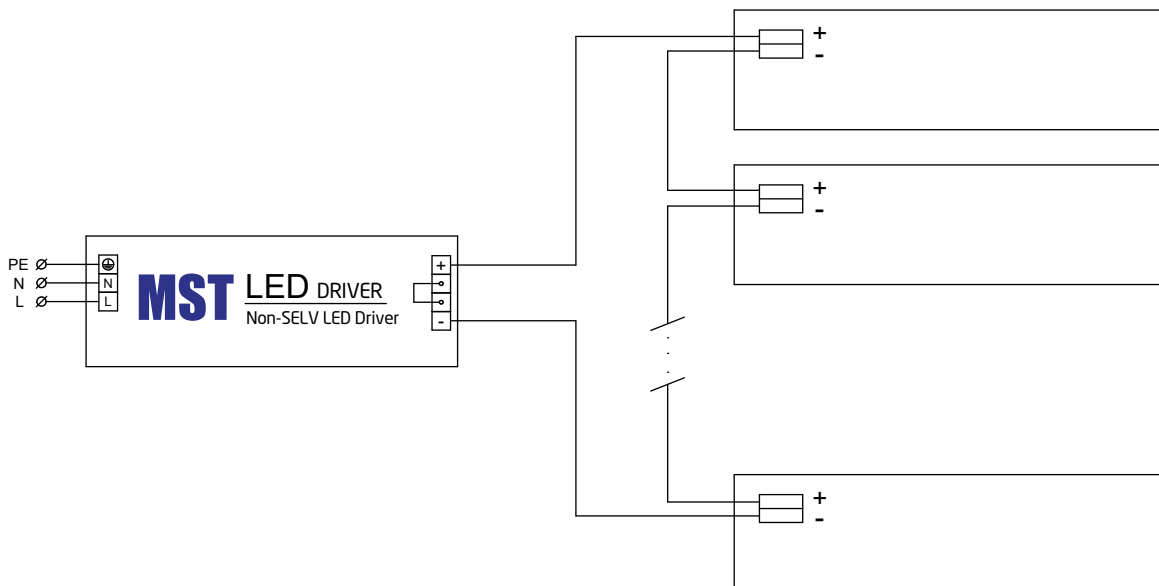 +
-
+
-
PE
N
L
N
L
MST LED DRIVER
Non-SELV LED Driver
+
-
+
-